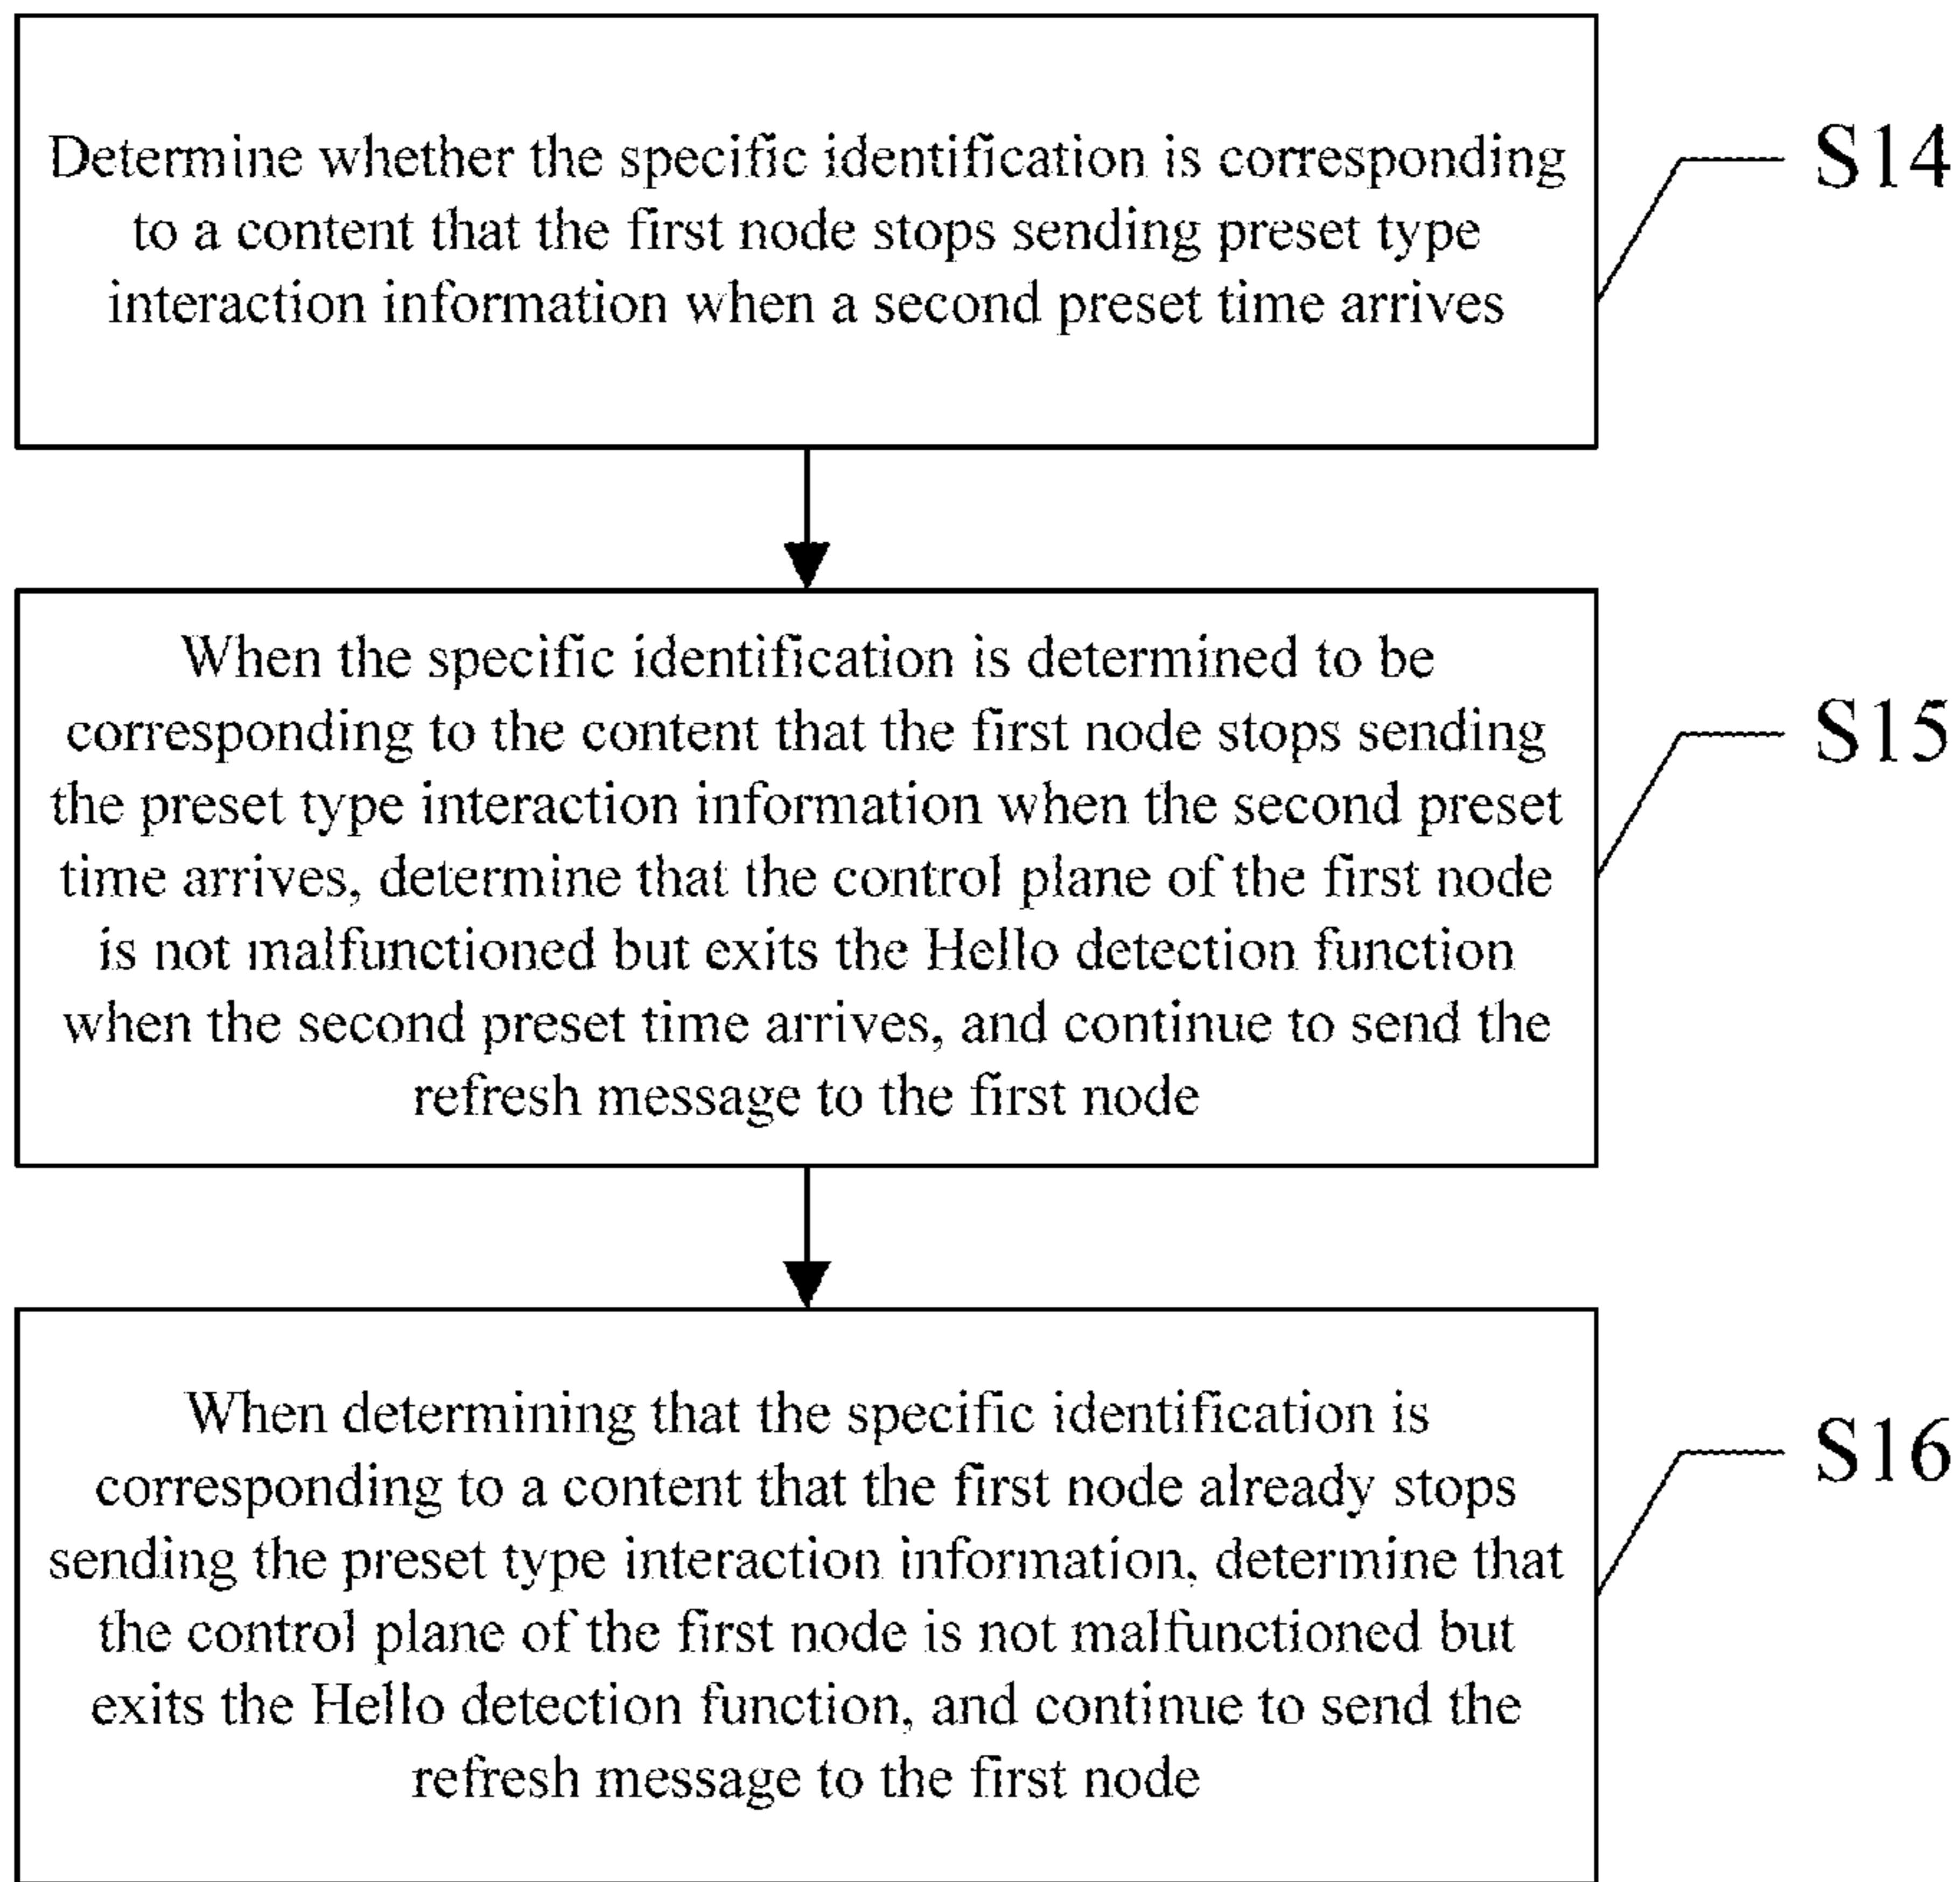 Determine whether the specific identification is corresponding
to a content that the first node stops sending preset type
interaction information when a second preset time arrives
S14
When the specific identification is determined to be
corresponding to the content that the first node stops sending
the preset type interaction information when the second preset
time arrives, determine that the control plane of the first node
is not malfunctioned but exits the Hello detection function
when the second preset time arrives, and continue to send the
refresh message to the first node
S15
When determining that the specific identification is
corresponding to a content that the first node already stops
sending the preset type interaction information, determine that
the control plane of the first node is not malfunctioned but
exits the Hello detection function, and continue to send the
refresh message to the first node
S16